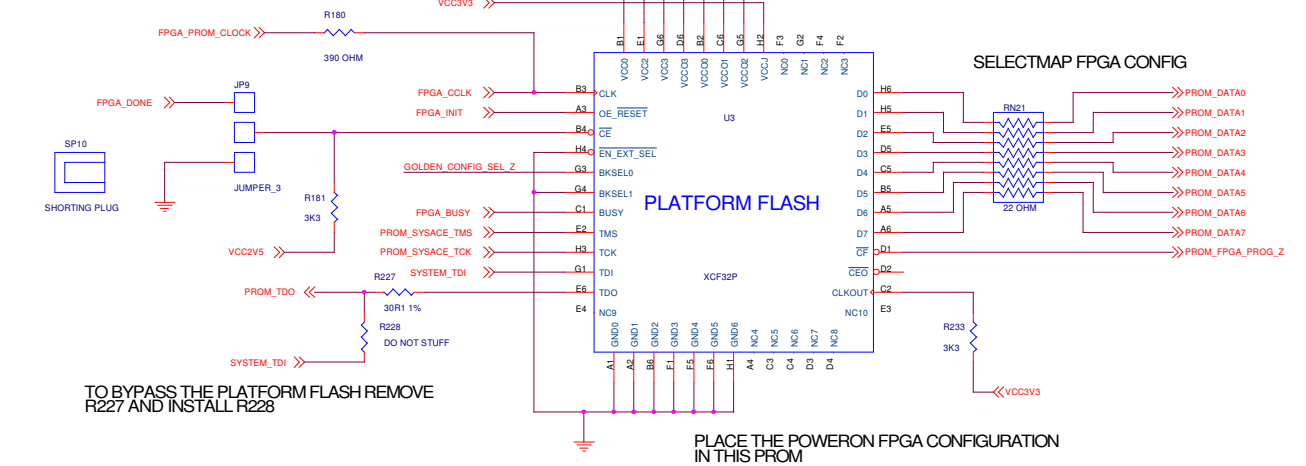 VCC3V3
R180
FPGA_PROM_CLOCK
390 OHM
B1
E1
G6
D6
B2
C6
G5
H2
F3
G2
F4
F2
VCC0
VCC2
VCC3
VCCO3
VCCO0
VCCO1
VCCO2
VCCJ
NC0
NC1
NC2
NC3
SELECTMAP FPGA CONFIG
JP9
FPGA_DONE
FPGA_CCLK
B3
CLK
FPGA_INIT
A3
OE_RESET
B4
CE
H4
EN_EXT_SEL
GOLDEN_CONFIG_SEL_Z
G3
BKSEL0
G4
BKSEL1
FPGA_BUSY
C1
BUSY
PROM_SYSACE_TMS
E2
TMS
PROM_SYSACE_TCK
H3
TCK
SYSTEM_TDI
G1
TDI
E6
TDO
E4
NC9
U3
PLATFORM FLASH
XCF32P
D0
H6
D1
H5
D2
E5
D3
D5
D4
C5
D5
B5
D6
A5
D7
A6
CF
D1
CEO
D2
CLKOUT
C2
NC10
E3
RN21
22 OHM
PROM_DATA0
PROM_DATA1
PROM_DATA2
PROM_DATA3
PROM_DATA4
PROM_DATA5
PROM_DATA6
PROM_DATA7
PROM_FPGA_PROG_Z
SP10
SHORTING PLUG
JUMPER_3
R181
3K3
VCC2V5
R227
PROM_TDO
30R1 1%
R228
DO NOT STUFF
SYSTEM_TDI
R233
3K3
VCC3V3
GND0
GND1
GND2
GND3
GND4
GND5
GND6
NC4
NC5
NC6
NC7
NC8
A1
A2
B6
F1
F5
F6
H1
A4
C3
C4
D3
D4
TO BYPASS THE PLATFORM FLASH REMOVE
R227 AND INSTALL R228
PLACE THE POWERON FPGA CONFIGURATION
IN THIS PROM